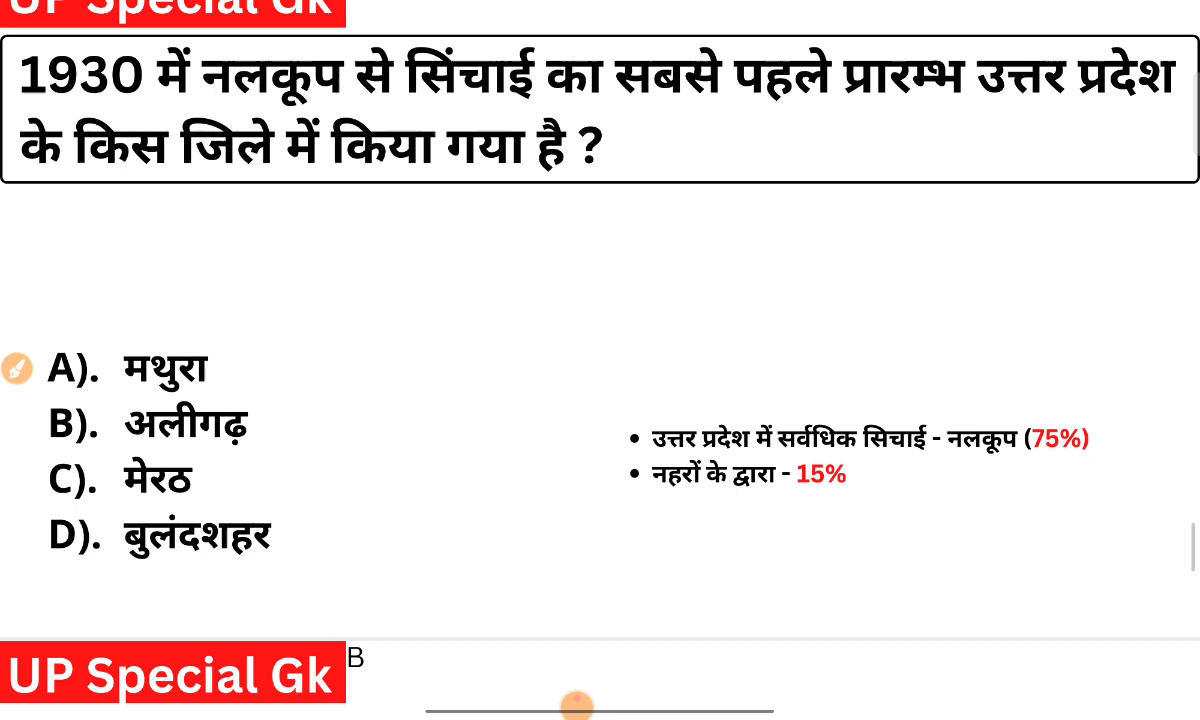 UP Special Gk
1930 में नलकूप से सिंचाई का सबसे पहले प्रारम्भ उत्तर प्रदेश
के किस जिले में किया गया है ?
A). मथुरा
B). अलीगढ़
C). मेरठ
D). बुलंदशहर
• उत्तर प्रदेश में सर्वधिक सिचाई - नलकूप (75%)
• नहरों के द्वारा - 15%
UP Special Gk
B